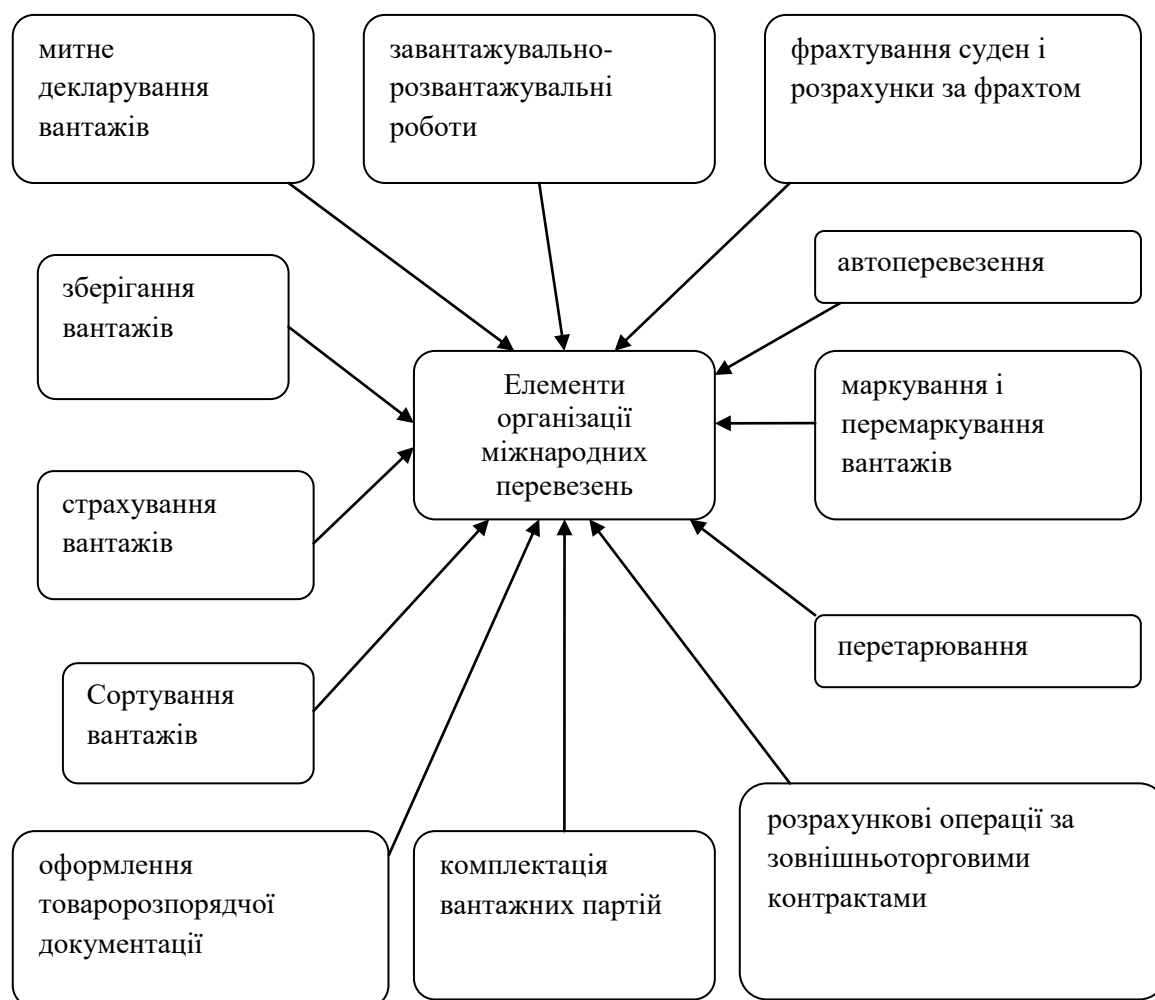 митне
декларування
вантажів
завантажувально-
розвантажувальні
роботи
фрахтування суден і
розрахунки за фрахтом
автоперевезення
зберігання
вантажів
Елементи
організації
міжнародних
перевезень
маркування і
перемаркування
вантажів
страхування
вантажів
перетарювання
Сортування
вантажів
оформлення
товаророзпорядчої
документації
комплектація
вантажних партій
розрахункові операції за
зовнішньоторговими
контрактами